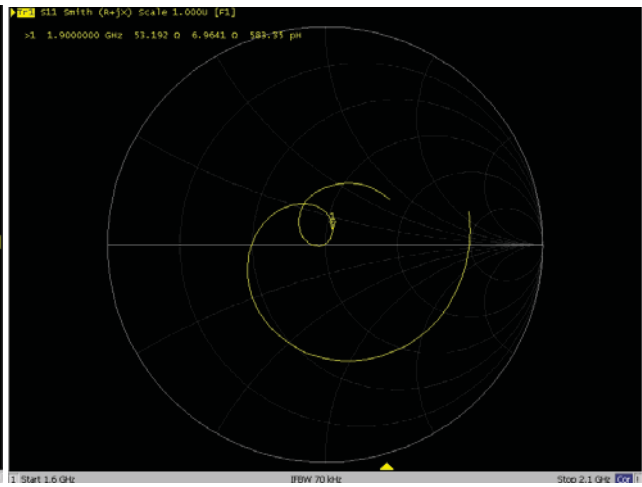 Tr1 S11 Smith (R+jX) Scale 1.000U [F1]
>1 1.9000000 GHz 53.192 Ω 6.9641 Ω 583.35 pH
1 Start 1.6 GHz IFBW 70 kHz Stop 2.1 GHz Cor